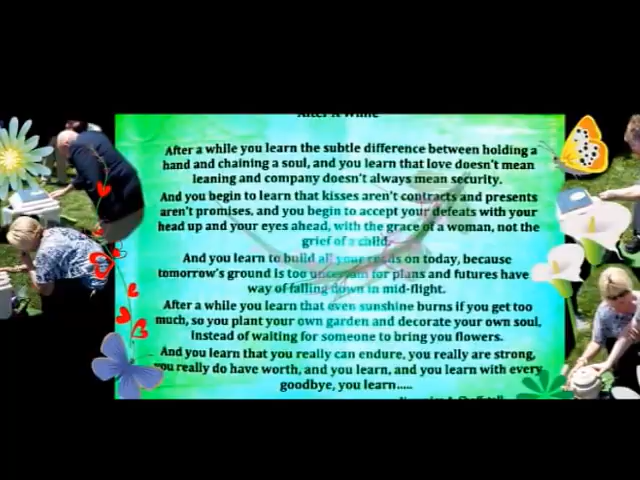 After A While
After a while you learn the subtle difference between holding a
hand and chaining a soul, and you learn that love doesn't mean
leaning and company doesn't always mean security.
And you begin to learn that kisses aren't contracts and presents
aren't promises, and you begin to accept your defeats with your
head up and your eyes ahead, with the grace of a woman, not the
grief of a child.
And you learn to build all your roads on today, because
tomorrow's ground is too uncertain for plans and futures have
way of falling down in mid-flight.
After a while you learn that even sunshine burns if you get too
much, so you plant your own garden and decorate your own soul,
instead of waiting for someone to bring you flowers.
And you learn that you really can endure, you really are strong,
you really do have worth, and you learn, and you learn with every
goodbye, you learn.....